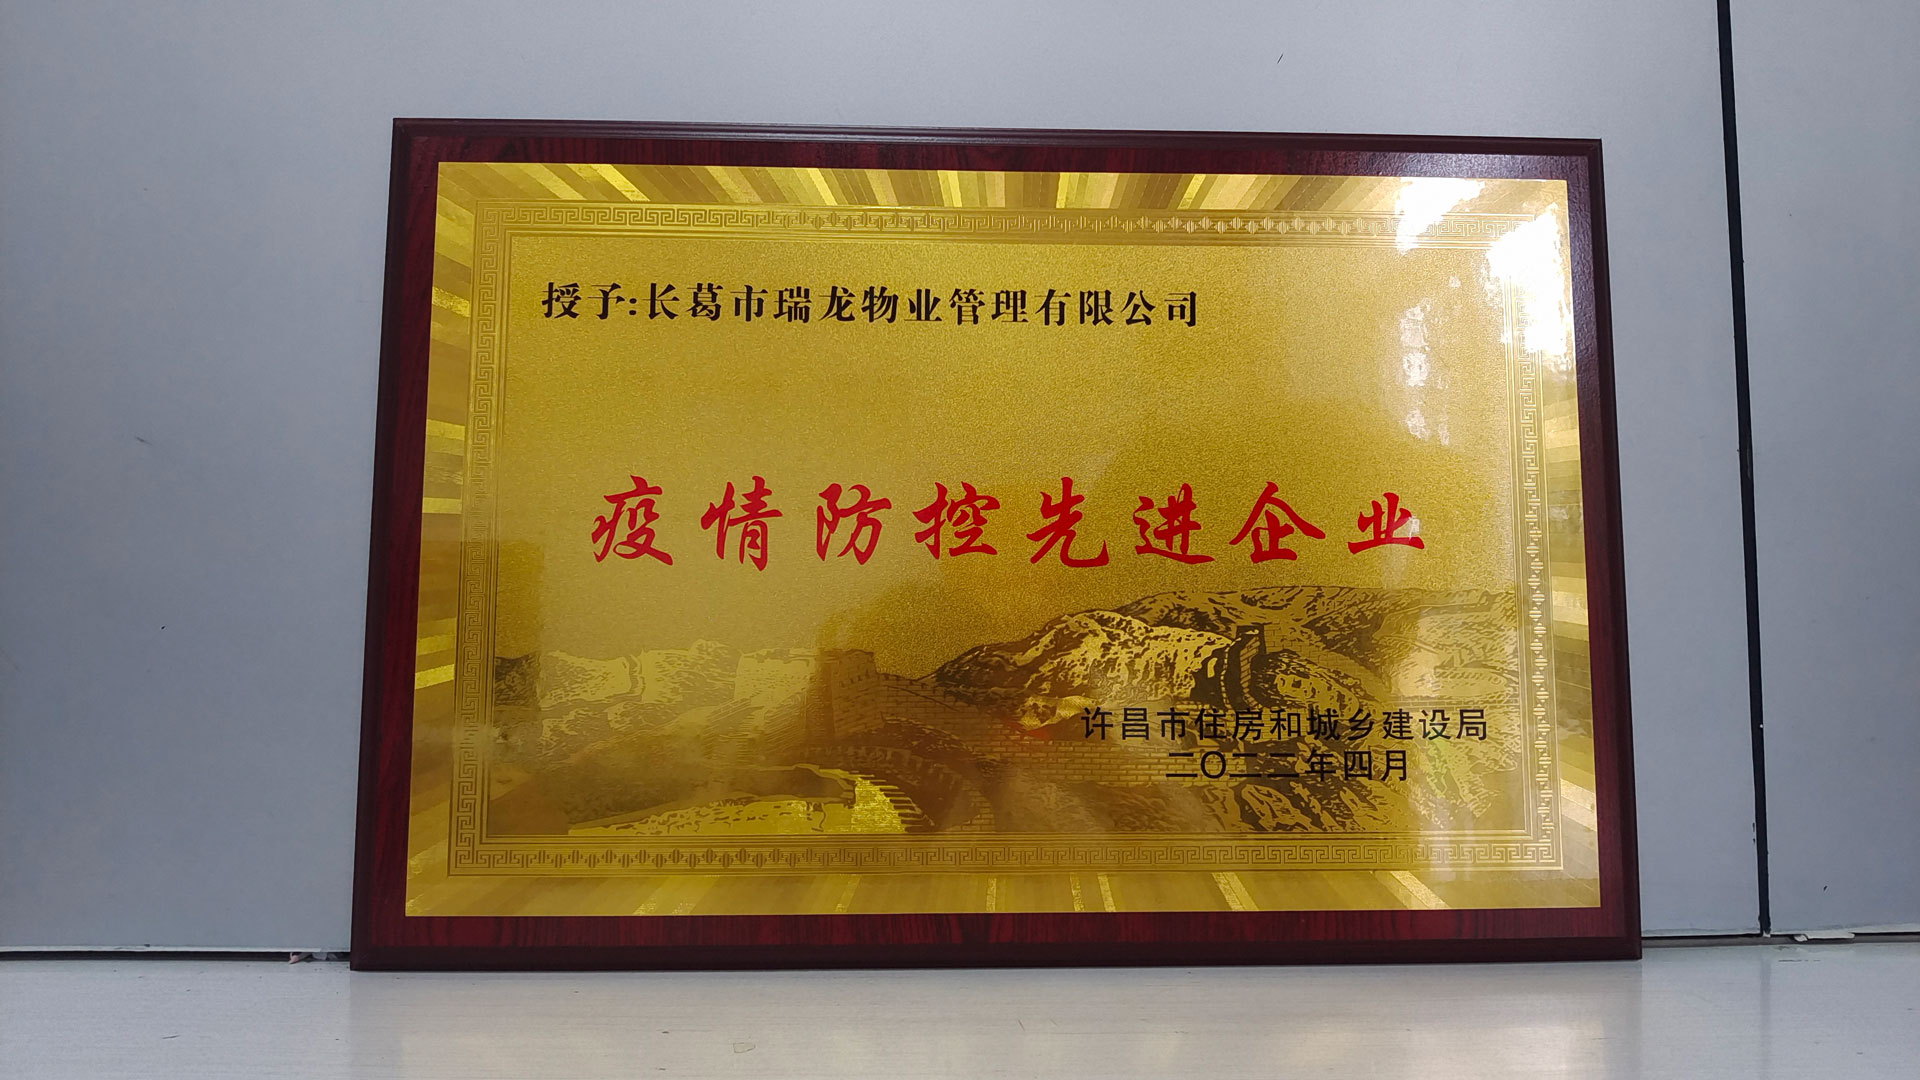 授予:长葛市瑞龙物业管理有限公司
疫情防控先进企业
许昌市住房和城乡建设局
二〇二二年四月